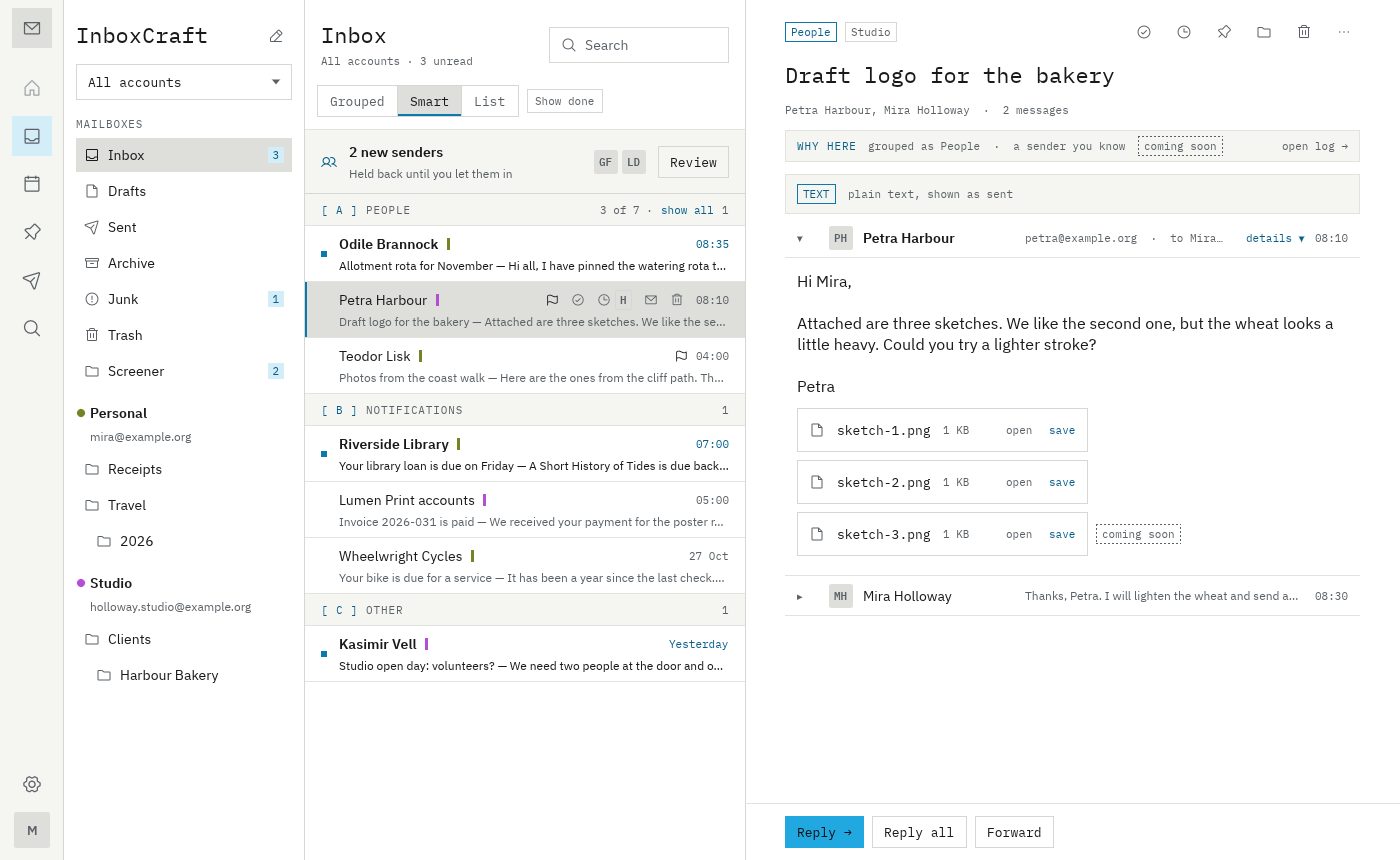 InboxCraft
All accounts
MAILBOXES
Inbox 3
Drafts
Sent
Archive
Junk 1
Trash
Screener 2
Personal
mira@example.org
Receipts
Travel
2026
Studio
holloway.studio@example.org
Clients
Harbour Bakery
M
Inbox
All accounts · 3 unread
Search
Grouped Smart List Show done
2 new senders
Held back until you let them in
GF LD Review
[ A ] PEOPLE 3 of 7 · show all 1
Odile Brannock 08:35
Allotment rota for November — Hi all, I have pinned the watering rota t…
Petra Harbour H 08:10
Draft logo for the bakery — Attached are three sketches. We like the se…
Teodor Lisk 04:00
Photos from the coast walk — Here are the ones from the cliff path. Th…
[ B ] NOTIFICATIONS 1
Riverside Library 07:00
Your library loan is due on Friday — A Short History of Tides is due back…
Lumen Print accounts 05:00
Invoice 2026-031 is paid — We received your payment for the poster r…
Wheelwright Cycles 27 Oct
Your bike is due for a service — It has been a year since the last check.…
[ C ] OTHER 1
Kasimir Vell Yesterday
Studio open day: volunteers? — We need two people at the door and o…
People Studio
Draft logo for the bakery
Petra Harbour, Mira Holloway · 2 messages
WHY HERE grouped as People · a sender you know coming soon open log →
TEXT plain text, shown as sent
▾ PH Petra Harbour petra@example.org · to Mira… details ▾ 08:10
Hi Mira,
Attached are three sketches. We like the second one, but the wheat looks a
little heavy. Could you try a lighter stroke?
Petra
sketch-1.png 1 KB open save
sketch-2.png 1 KB open save
sketch-3.png 1 KB open save coming soon
▸ MH Mira Holloway Thanks, Petra. I will lighten the wheat and send a… 08:30
Reply → Reply all Forward